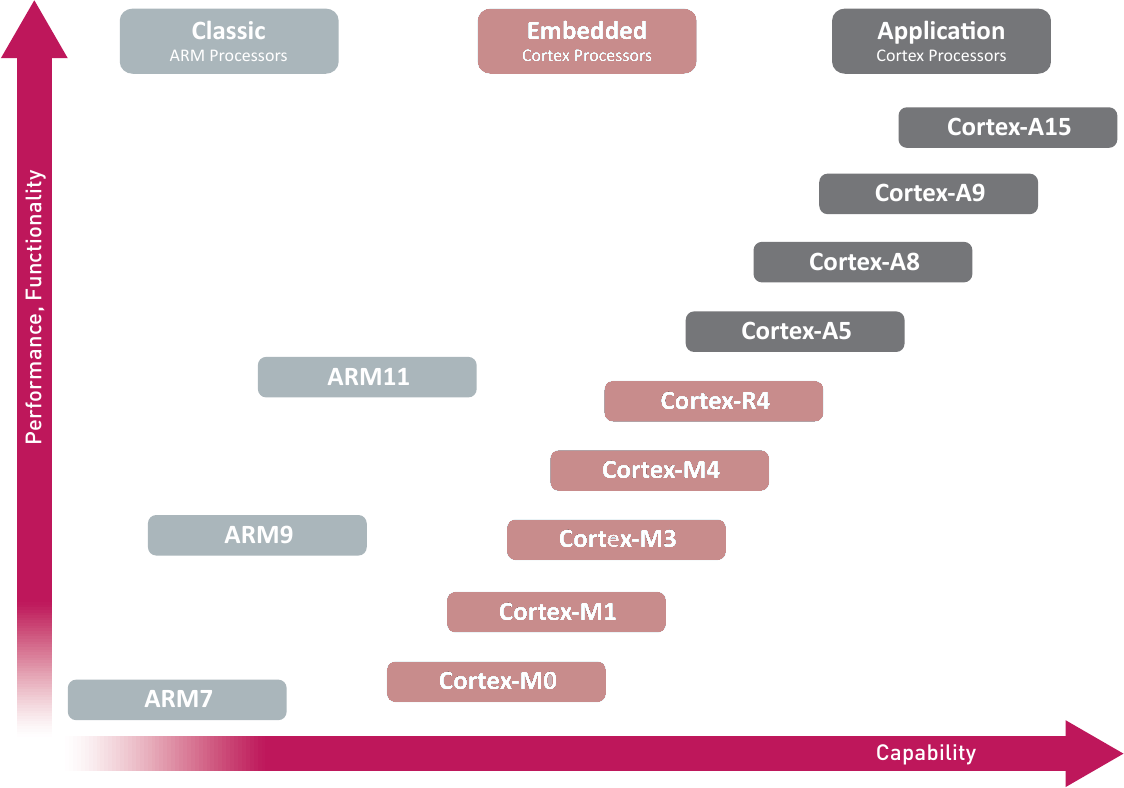 Classic
ARM Processors
Embedded
Cortex Processors
Application
Cortex Processors
Cortex-A15
Cortex-A9
Cortex-A8
Cortex-A5
ARM11
Cortex-R4
Cortex-M4
ARM9
Cortex-M3
Cortex-M1
Cortex-M0
ARM7
Performance, Functionality
Capability